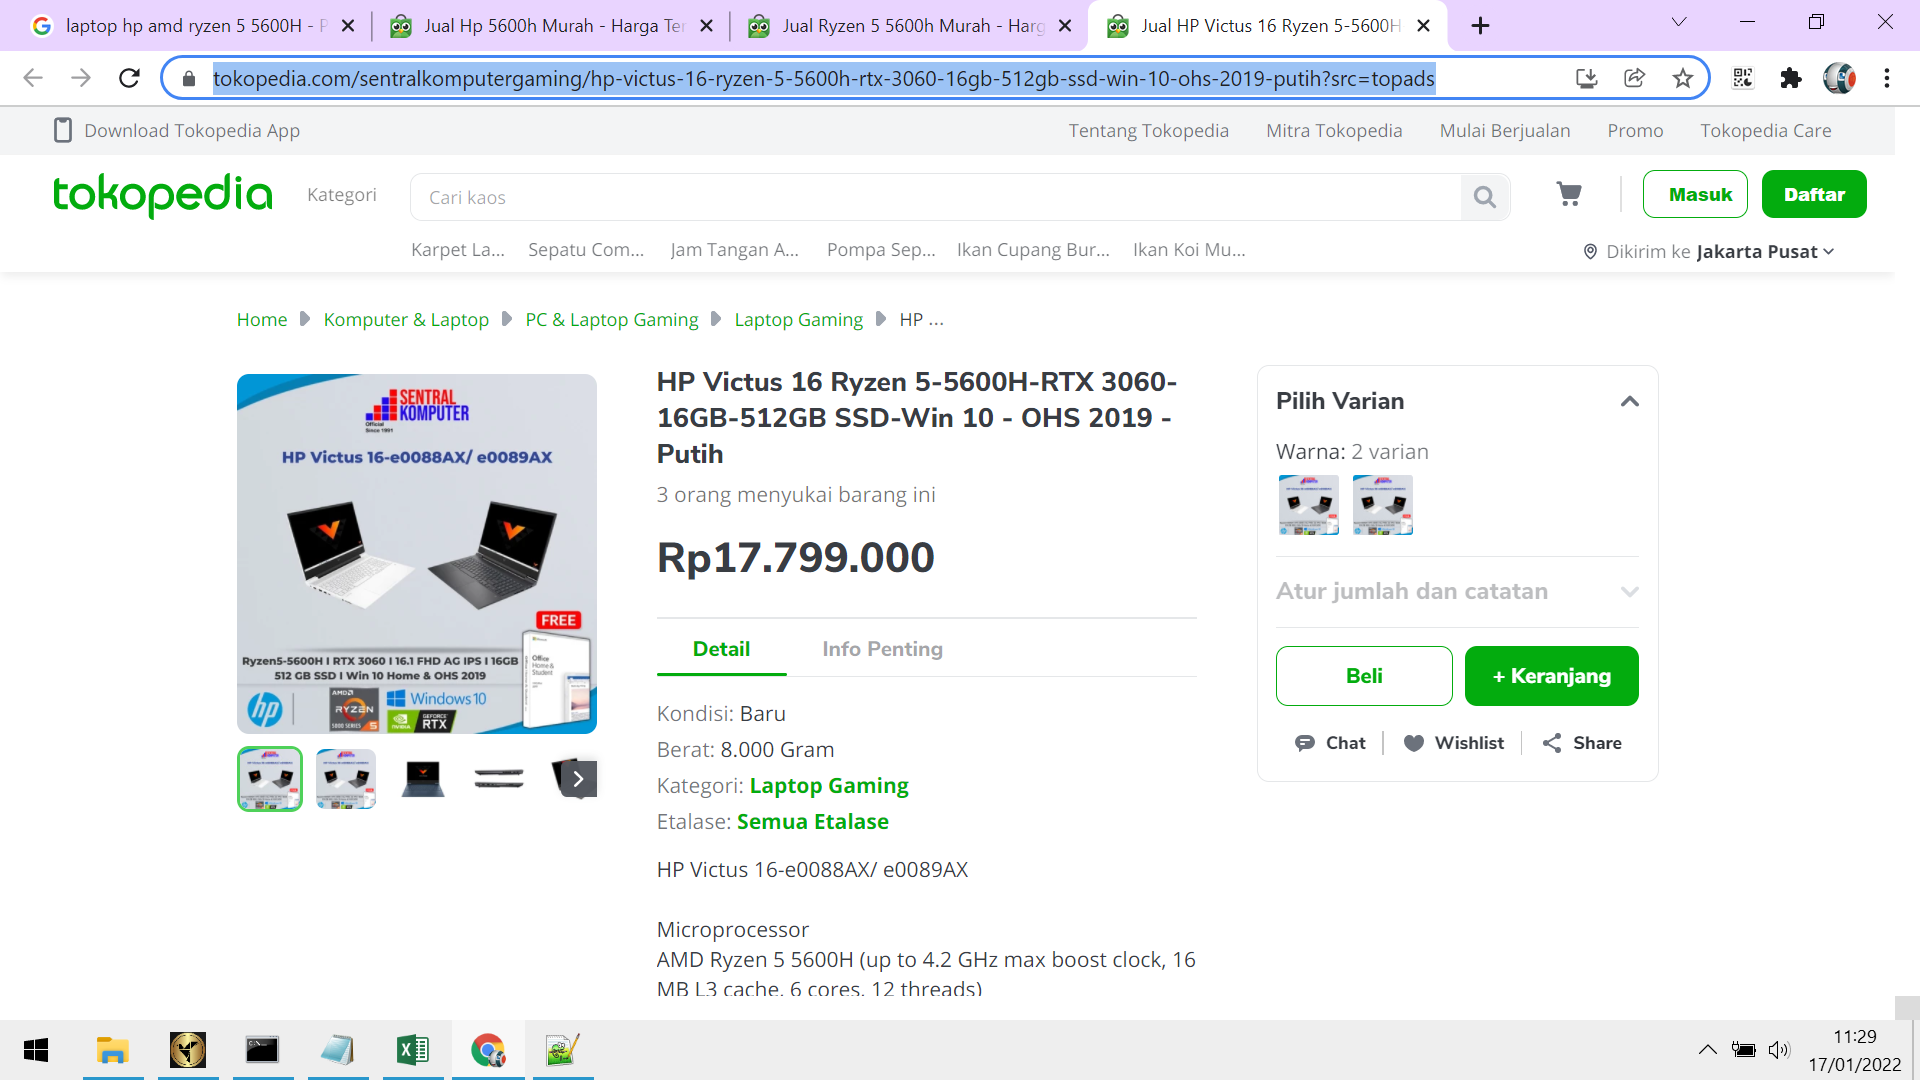 laptop hp amd ryzen 5 5600H - P
Jual Hp 5600h Murah - Harga Ter
Jual Ryzen 5 5600h Murah - Harg
Jual HP Victus 16 Ryzen 5-5600H
tokopedia.com/sentralkomputergaming/hp-victus-16-ryzen-5-5600h-rtx-3060-16gb-512gb-ssd-win-10-ohs-2019-putih?src=topads
Download Tokopedia App
Tentang Tokopedia
Mitra Tokopedia
Mulai Berjualan
Promo
Tokopedia Care
tokopedia
Kategori
Cari kaos
Masuk
Daftar
Karpet La...
Sepatu Com...
Jam Tangan A...
Pompa Sep...
Ikan Cupang Bur...
Ikan Koi Mu...
Dikirim ke Jakarta Pusat
Home
Komputer & Laptop
PC & Laptop Gaming
Laptop Gaming
HP ...
SENTRAL
KOMPUTER
Official
Since 1991
HP Victus 16-e0088AX/ e0089AX
FREE
Office
Home &
Student
Ryzen5-5600H I RTX 3060 I 16.1 FHD AG IPS I 16GB
512 GB SSD I Win 10 Home & OHS 2019
hp
AMD
RYZEN
5000 SERIES 5
Windows 10
NVIDIA
GEFORCE
RTX
HP Victus 16 Ryzen 5-5600H-RTX 3060-
16GB-512GB SSD-Win 10 - OHS 2019 -
Putih
3 orang menyukai barang ini
Rp17.799.000
Detail
Info Penting
Kondisi: Baru
Berat: 8.000 Gram
Kategori: Laptop Gaming
Etalase: Semua Etalase
HP Victus 16-e0088AX/ e0089AX
Microprocessor
AMD Ryzen 5 5600H (up to 4.2 GHz max boost clock, 16
MB L3 cache, 6 cores, 12 threads)
Pilih Varian
Warna: 2 varian
Atur jumlah dan catatan
Beli
+ Keranjang
Chat
Wishlist
Share
11:29
17/01/2022